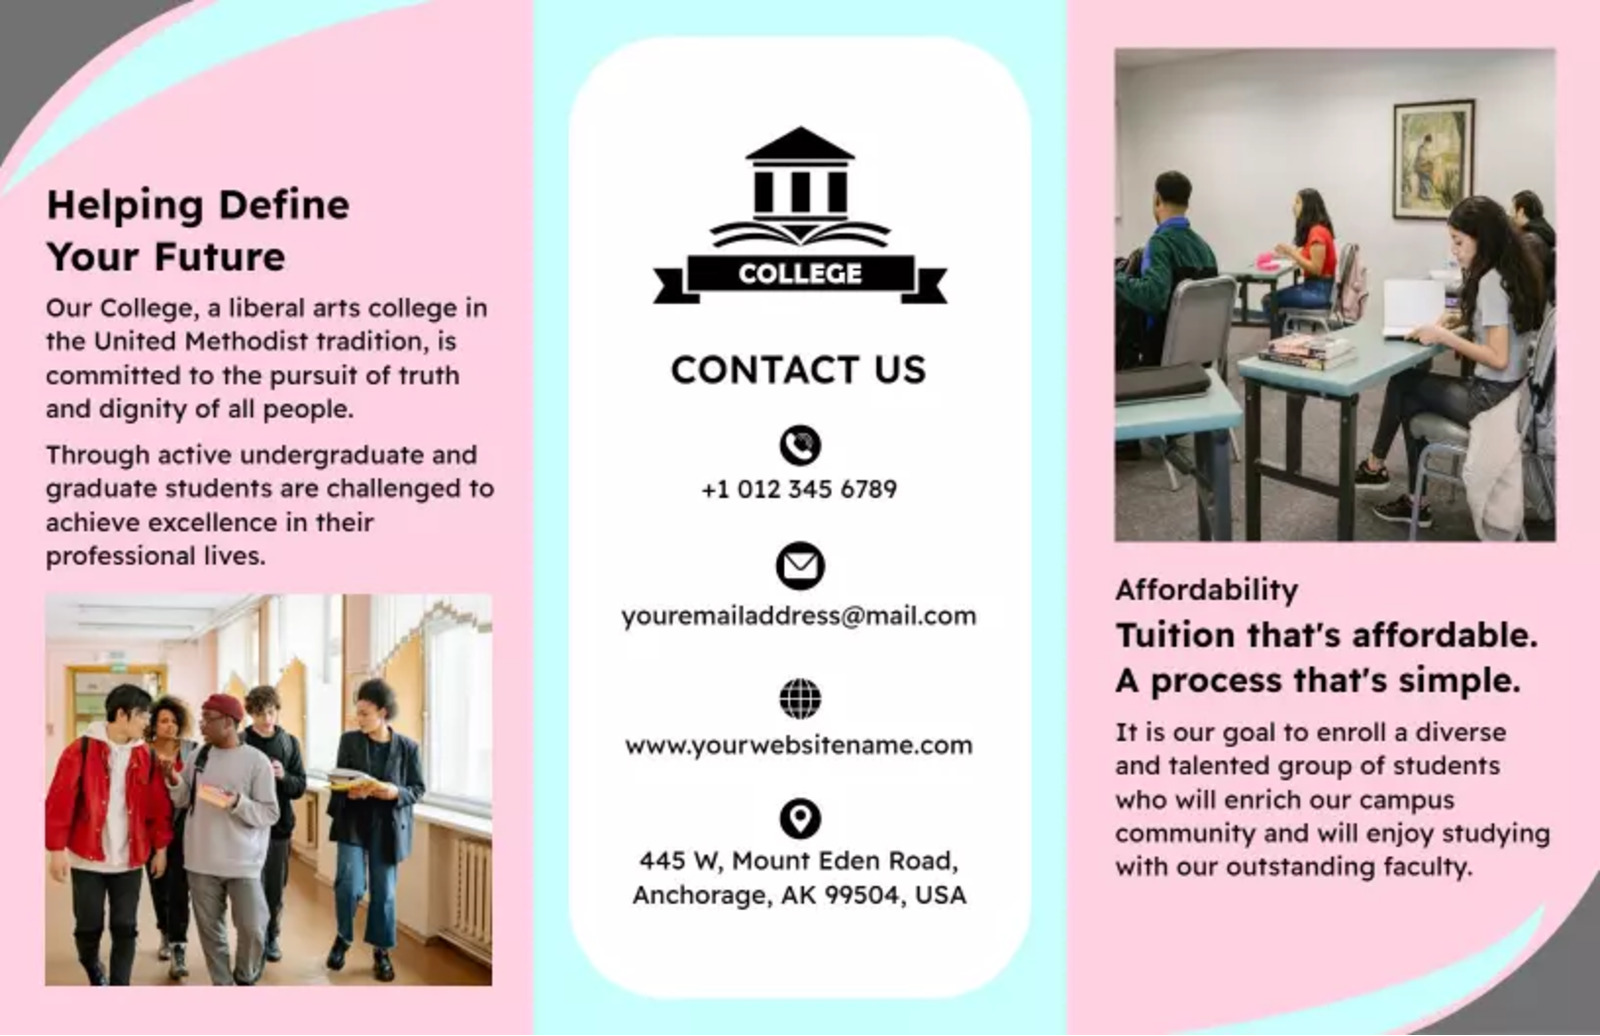 Helping Define
Your Future
Our College, a liberal arts college in
the United Methodist tradition, is
committed to the pursuit of truth
and dignity of all people.
Through active undergraduate and
graduate students are challenged to
achieve excellence in their
professional lives.
COLLEGE
CONTACT US
+1 012 345 6789
youremailaddress@mail.com
www.yourwebsitename.com
445 W, Mount Eden Road,
Anchorage, AK 99504, USA
Affordability
Tuition that's affordable.
A process that's simple.
It is our goal to enroll a diverse
and talented group of students
who will enrich our campus
community and will enjoy studying
with our outstanding faculty.